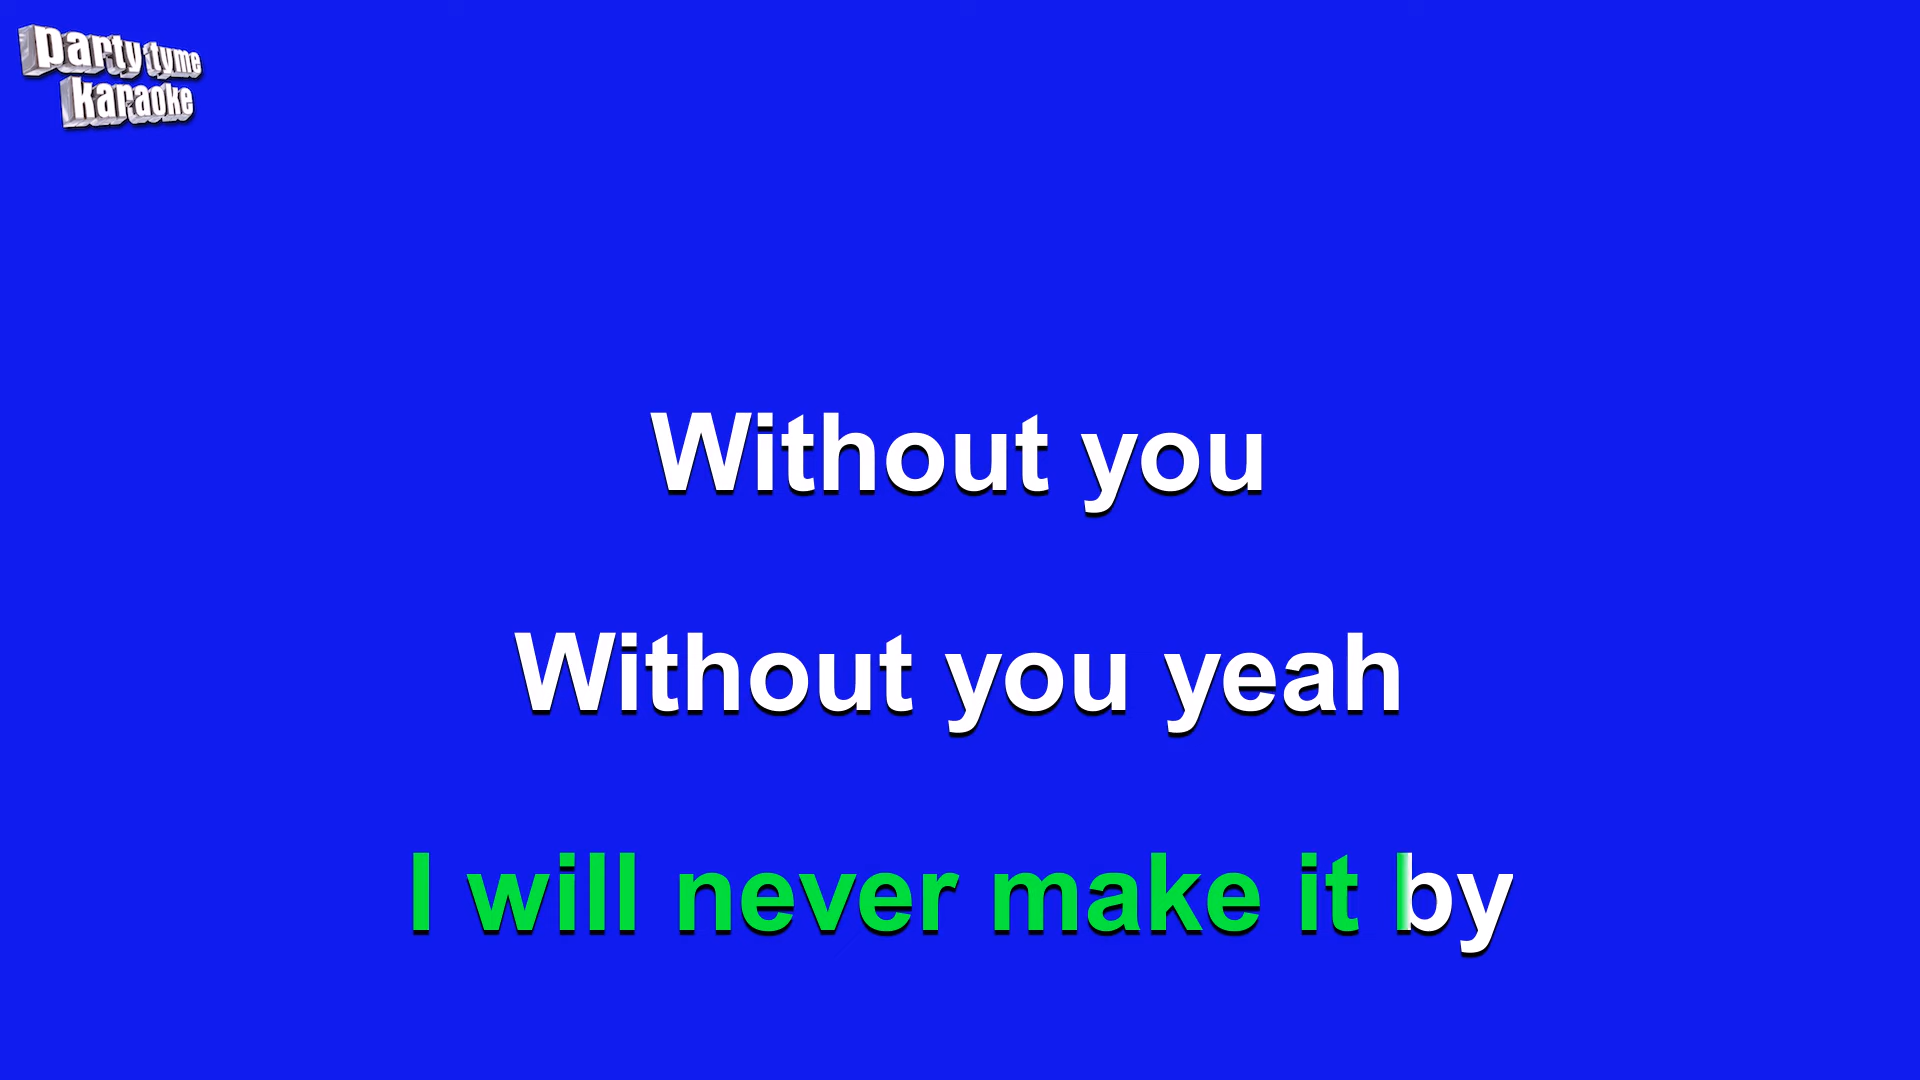 party tyme
karaoke
Without you
Without you yeah
I will never make it by